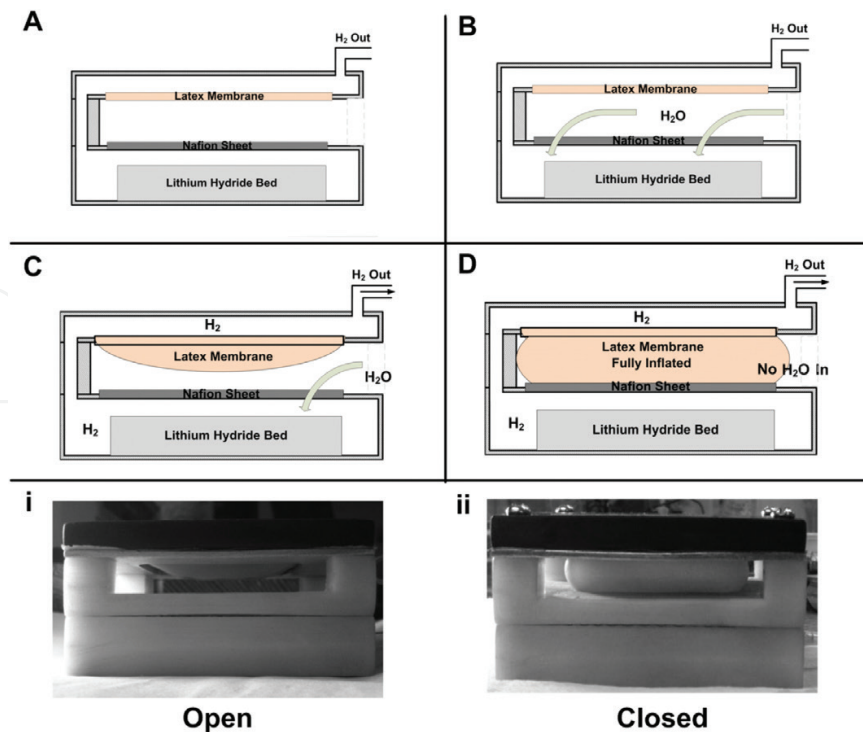 A
H₂ Out
Latex Membrane
Nafion Sheet
Lithium Hydride Bed
B
H₂ Out
Latex Membrane
H₂O
Nafion Sheet
Lithium Hydride Bed
C
H₂ Out
H₂
Latex Membrane
H₂O
Nafion Sheet
H₂
Lithium Hydride Bed
D
H₂ Out
H₂
Latex Membrane
Fully Inflated
No H₂O In
Nafion Sheet
H₂
Lithium Hydride Bed
i
ii
Open
Closed